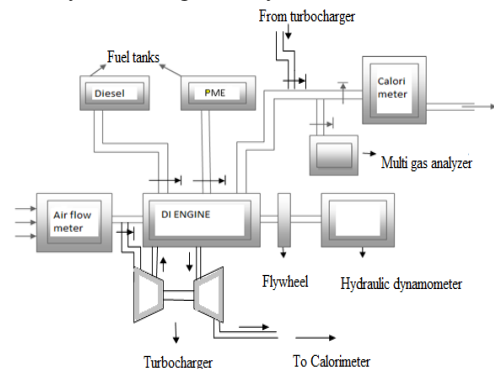 From turbocharger
Fuel tanks
Diesel
PME
Calori
meter
Multi gas analyzer
Air flow
meter
DI ENGINE
Flywheel
Hydraulic dynamometer
Turbocharger
To Calorimeter